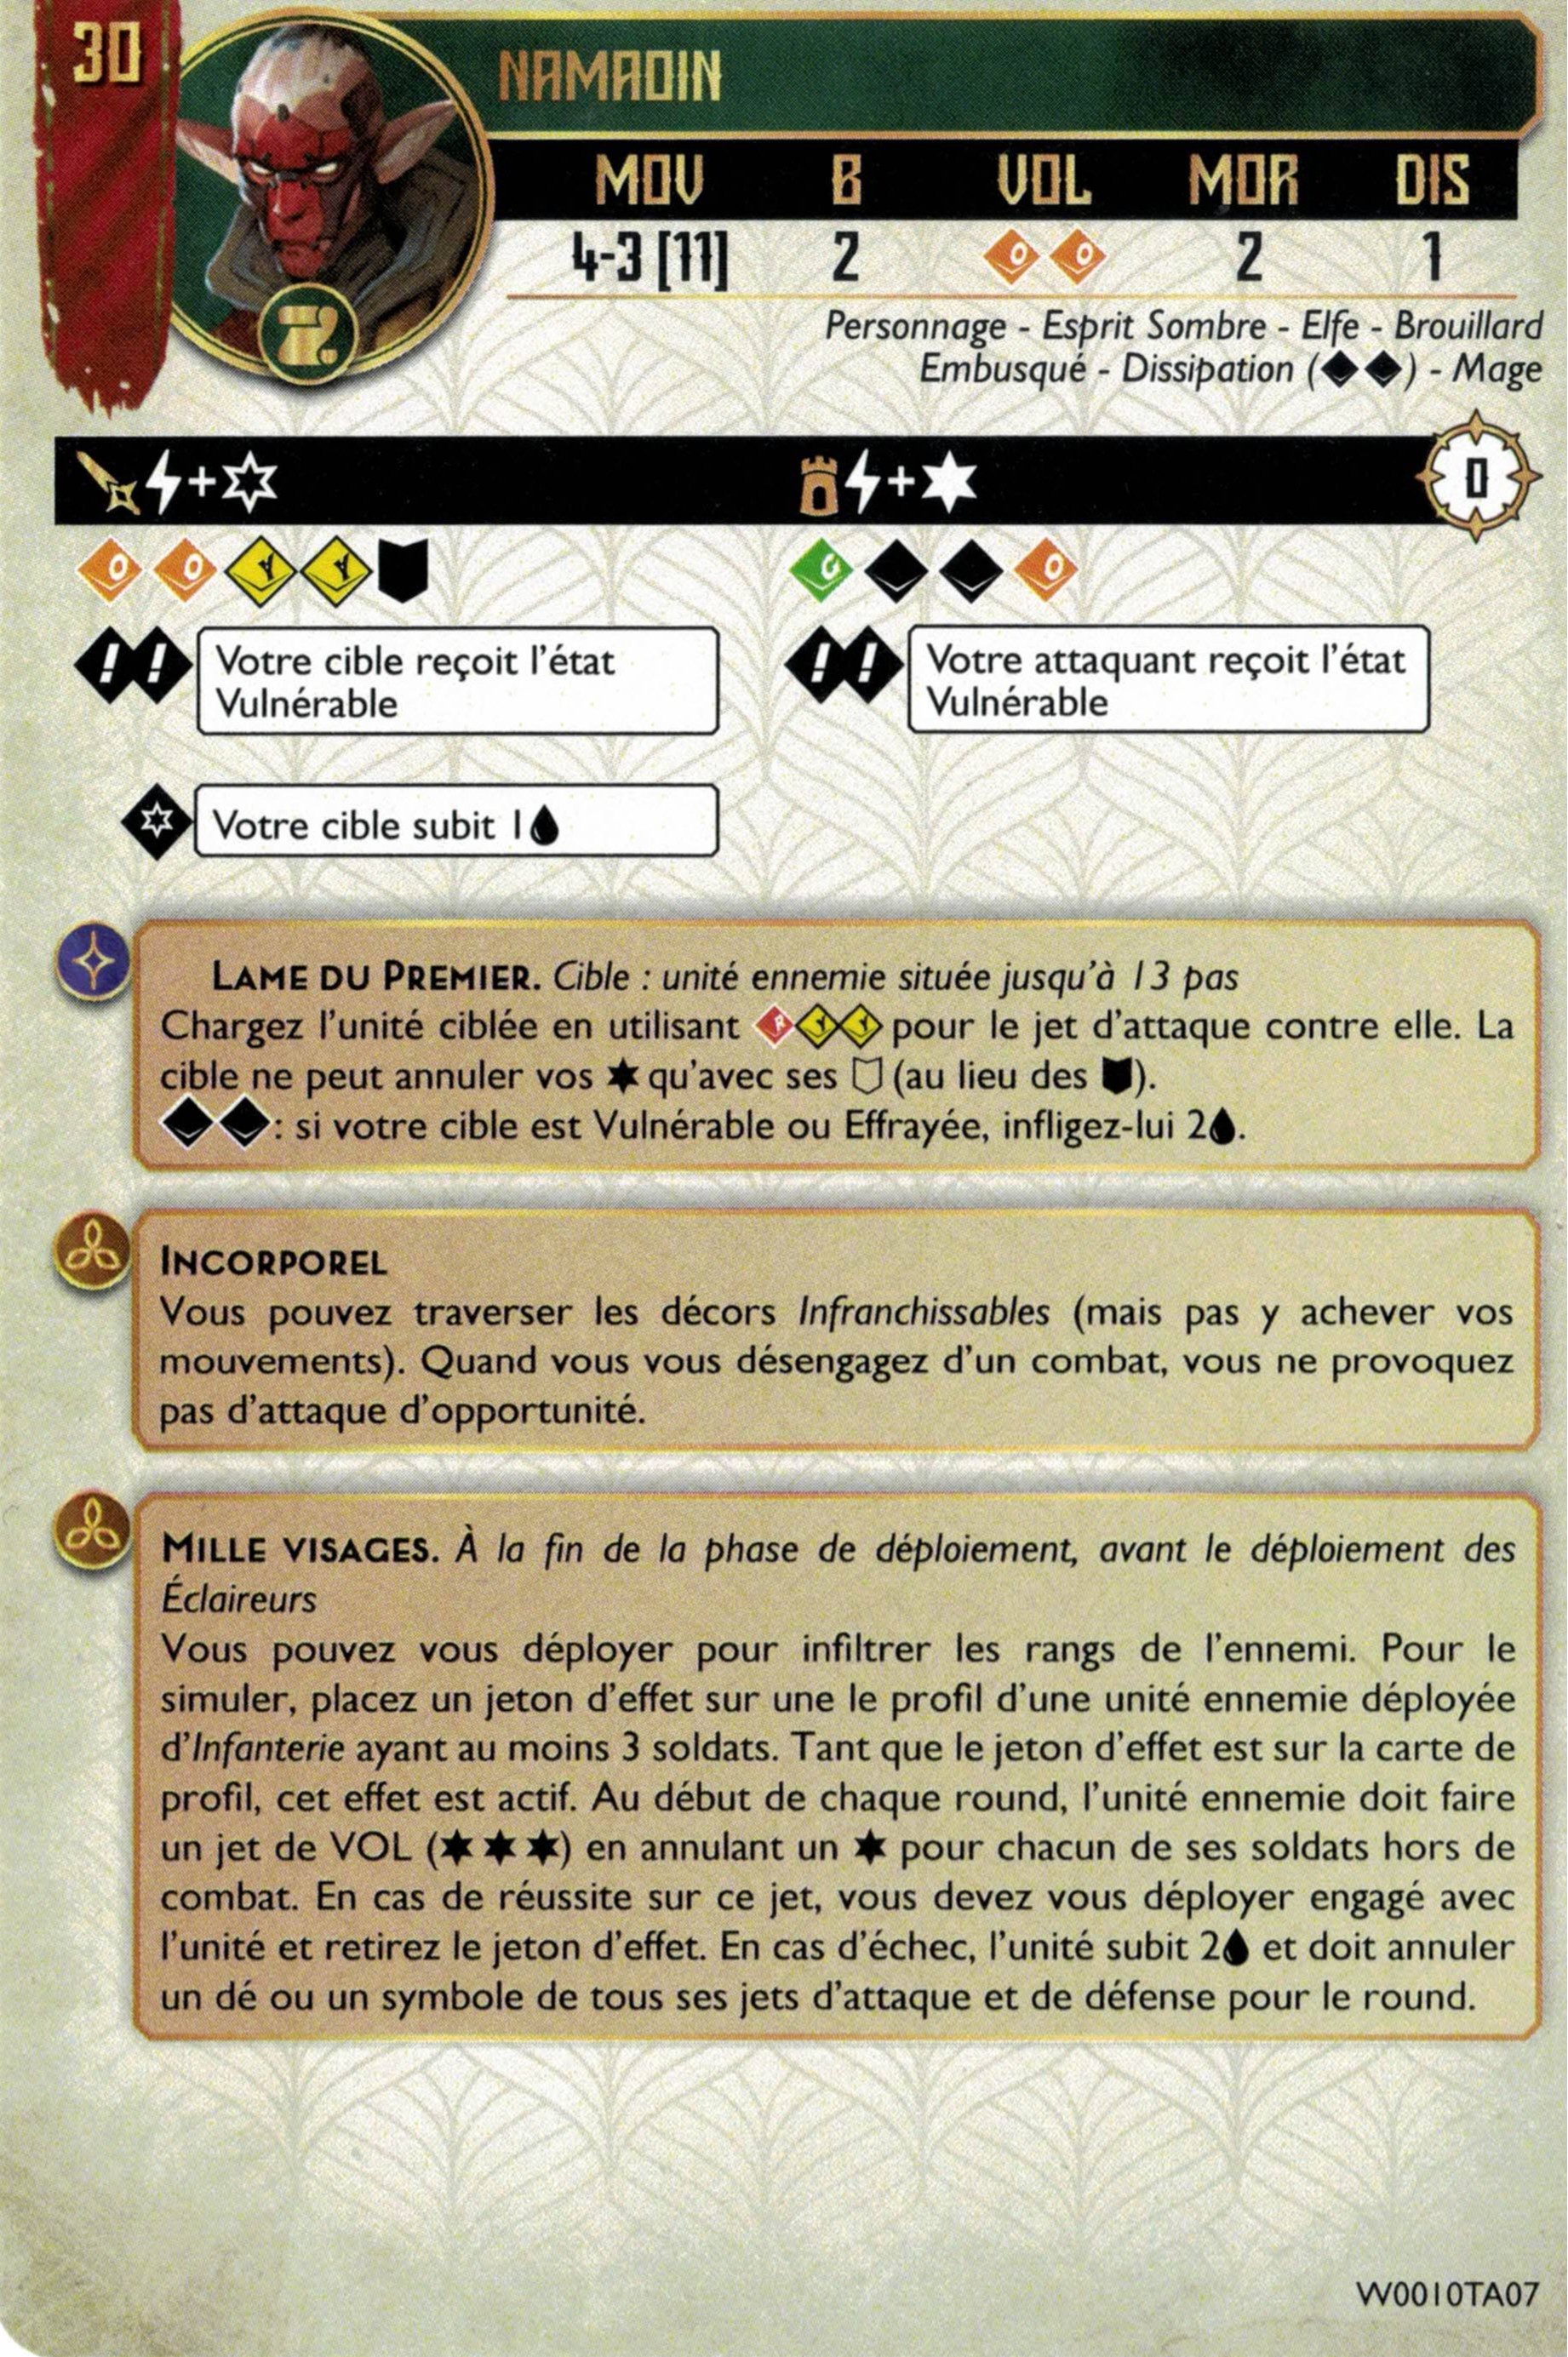 30
NAMADIN
MOV B VOL MOR DIS
4-3 [11] 2 O O 2 1
Personnage - Esprit Sombre - Elfe - Brouillard
Embusqué - Dissipation ( ) - Mage
+ + 0
O O A A G O
! ! Votre cible reçoit l'état
Vulnérable
! ! Votre attaquant reçoit l'état
Vulnérable
Votre cible subit 1
LAME DU PREMIER. Cible : unité ennemie située jusqu'à 13 pas
Chargez l'unité ciblée en utilisant R Y Y pour le jet d'attaque contre elle. La
cible ne peut annuler vos qu'avec ses (au lieu des ).
: si votre cible est Vulnérable ou Effrayée, infligez-lui 2 .
INCORPOREL
Vous pouvez traverser les décors Infranchissables (mais pas y achever vos
mouvements). Quand vous vous désengagez d'un combat, vous ne provoquez
pas d'attaque d'opportunité.
MILLE VISAGES. À la fin de la phase de déploiement, avant le déploiement des
Éclaireurs
Vous pouvez vous déployer pour infiltrer les rangs de l'ennemi. Pour le
simuler, placez un jeton d'effet sur une le profil d'une unité ennemie déployée
d'Infanterie ayant au moins 3 soldats. Tant que le jeton d'effet est sur la carte de
profil, cet effet est actif. Au début de chaque round, l'unité ennemie doit faire
un jet de VOL (★ ★ ★) en annulant un ★ pour chacun de ses soldats hors de
combat. En cas de réussite sur ce jet, vous devez vous déployer engagé avec
l'unité et retirez le jeton d'effet. En cas d'échec, l'unité subit 2 et doit annuler
un dé ou un symbole de tous ses jets d'attaque et de défense pour le round.
W0010TA07